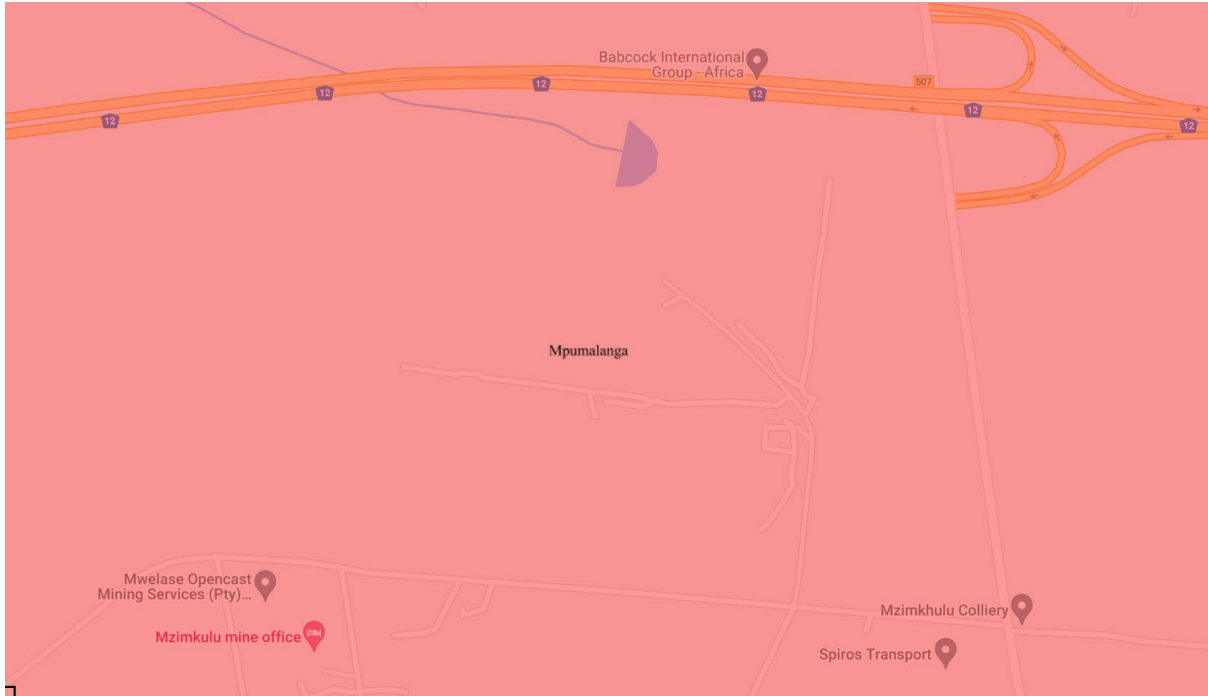 Babcock International
Group - Africa
507
12
12
12
12
12
12
Mpumalanga
Mwelase Opencast
Mining Services (Pty)...
Mzimkulu mine office
Mzimkhulu Colliery
Spiros Transport